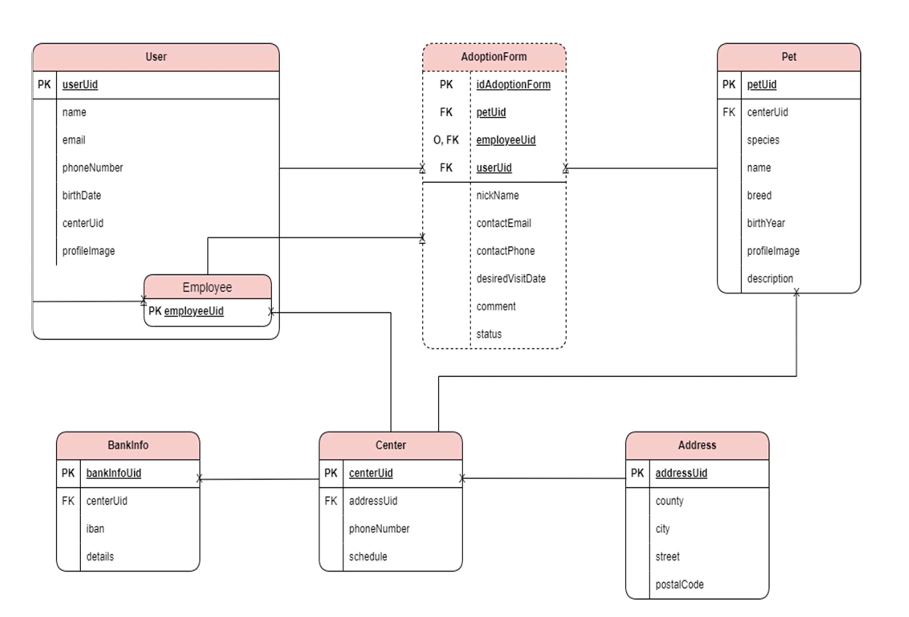 User
PK userUid
name
email
phoneNumber
birthDate
centerUid
profileImage
Employee
PK employeeUid
AdoptionForm
PK idAdoptionForm
FK petUid
O, FK employeeUid
FK userUid
nickName
contactEmail
contactPhone
desiredVisitDate
comment
status
Pet
PK petUid
FK centerUid
species
name
breed
birthYear
profileImage
description
BankInfo
PK bankInfoUid
FK centerUid
iban
details
Center
PK centerUid
FK addressUid
phoneNumber
schedule
Address
PK addressUid
county
city
street
postalCode